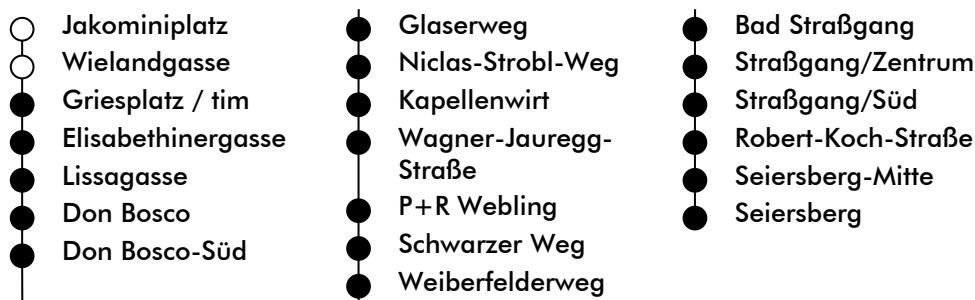 Jakominiplatz
Wielandgasse
Griesplatz / tim
Elisabethinergasse
Lissagasse
Don Bosco
Don Bosco-Süd
Glaserweg
Niclas-Strobl-Weg
Kapellenwirt
Wagner-Jauregg-
Straße
P+R Webling
Schwarzer Weg
Weiberfelderweg
Bad Straßgang
Straßgang/Zentrum
Straßgang/Süd
Robert-Koch-Straße
Seiersberg-Mitte
Seiersberg